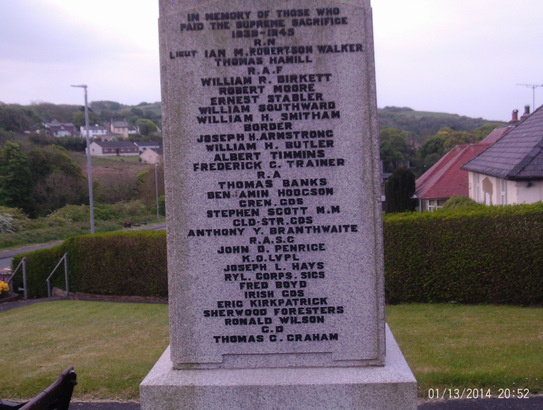 IN MEMORY OF THOSE WHO
PAID THE SUPREME SACRIFICE
1939-1945
R.N
LIEUT IAN M.ROBERTSON WALKER
THOMAS HAMILL
R.A.F
WILLIAM R. BIRKETT
ROBERT MOORE
ERNEST STABLER
WILLIAM SOUTHWARD
WILLIAM H. SMITHAM
BORDER
JOSEPH H.ARMSTRONG
WILLIAM H. BUTLER
ALBERT TIMMINS
FREDERICK C. TRAINER
R.A
THOMAS BANKS
BENJAMIN HODGSON
GREN.GDS
STEPHEN SCOTT M.M
CLD-STR.GDS
ANTHONY Y. BRANTHWAITE
R.A.S.C
JOHN D. PENRICE
K.O.LVPL
JOSEPH L. HAYS
RYL. CORPS. SIGS
FRED BOYD
IRISH GDS
ERIC KIRKPATRICK
SHERWOOD FORESTERS
RONALD WILSON
C.D
THOMAS G. GRAHAM
01/13/2014 20:52